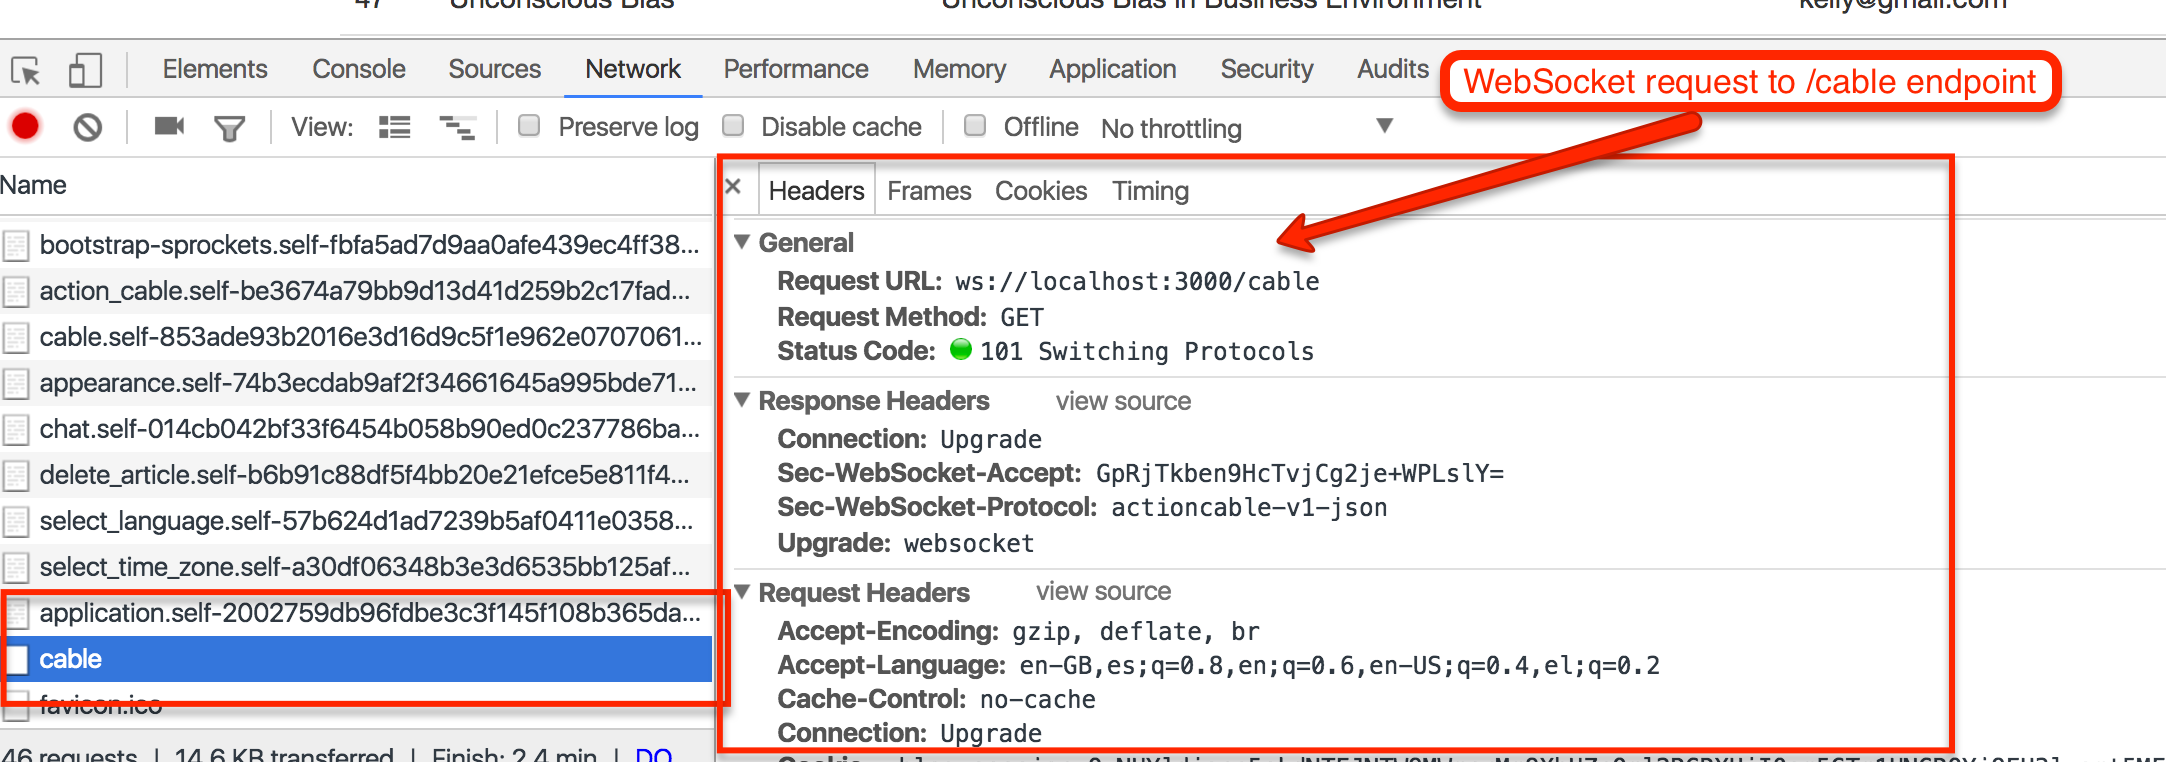 47 Unconscious Bias Unconscious Bias in Business Environment kelly@gmail.com
Elements Console Sources Network Performance Memory Application Security Audits
WebSocket request to /cable endpoint
View: Preserve log Disable cache Offline No throttling
Name
× Headers Frames Cookies Timing
bootstrap-sprockets.self-fbfa5ad7d9aa0afe439ec4ff38...
action_cable.self-be3674a79bb9d13d41d259b2c17fad...
cable.self-853ade93b2016e3d16d9c5f1e962e0707061...
appearance.self-74b3ecdab9af2f34661645a995bde71...
chat.self-014cb042bf33f6454b058b90ed0c237786ba...
delete_article.self-b6b91c88df5f4bb20e21efce5e811f4...
select_language.self-57b624d1ad7239b5af0411e0358...
select_time_zone.self-a30df06348b3e3d6535bb125af...
application.self-2002759db96fdbe3c3f145f108b365da...
cable
favicon.ico
46 requests | 14.6 KB transferred | Finish: 2.4 min | DO
General
Request URL: ws://localhost:3000/cable
Request Method: GET
Status Code: 101 Switching Protocols
Response Headers view source
Connection: Upgrade
Sec-WebSocket-Accept: GpRjTkben9HcTvjCg2je+WPLslY=
Sec-WebSocket-Protocol: actioncable-v1-json
Upgrade: websocket
Request Headers view source
Accept-Encoding: gzip, deflate, br
Accept-Language: en-GB,es;q=0.8,en;q=0.6,en-US;q=0.4,el;q=0.2
Cache-Control: no-cache
Connection: Upgrade